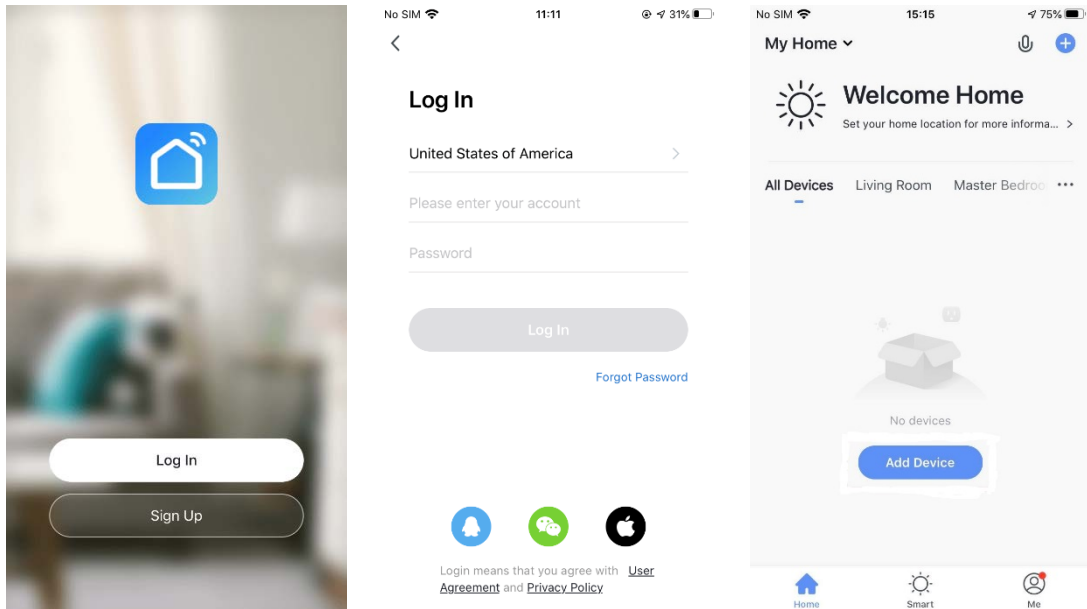 Log In
Sign Up
No SIM
11:11
31%
Log In
United States of America
Please enter your account
Password
Log In
Forgot Password
Login means that you agree with User
Agreement and Privacy Policy
No SIM
15:15
75%
My Home
Welcome Home
Set your home location for more informa...
All Devices Living Room Master Bedroo
No devices
Add Device
Home Smart Me